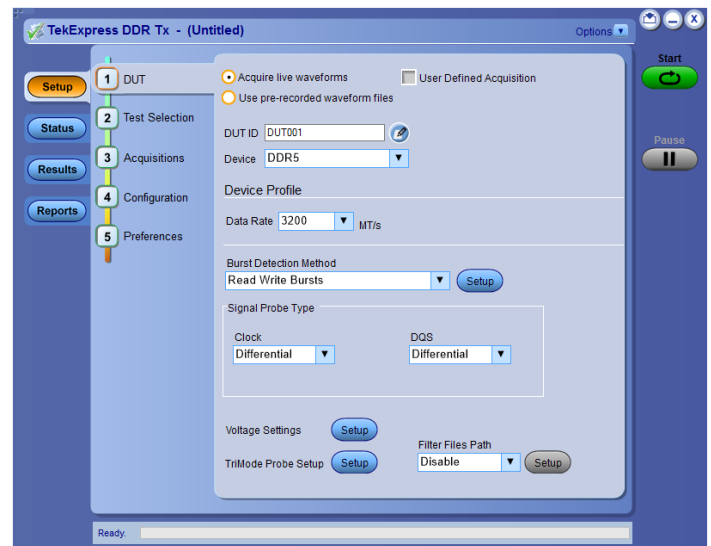 TekExpress DDR Tx - (Untitled)
Options
Start
Pause
Setup
Status
Results
Reports
1 DUT
2 Test Selection
3 Acquisitions
4 Configuration
5 Preferences
Acquire live waveforms
User Defined Acquisition
Use pre-recorded waveform files
DUT ID DUT001
Device DDR5
Device Profile
Data Rate 3200 MT/s
Burst Detection Method
Read Write Bursts Setup
Signal Probe Type
Clock DQS
Differential Differential
Voltage Settings Setup
Filter Files Path
TriMode Probe Setup Setup Disable Setup
Ready.